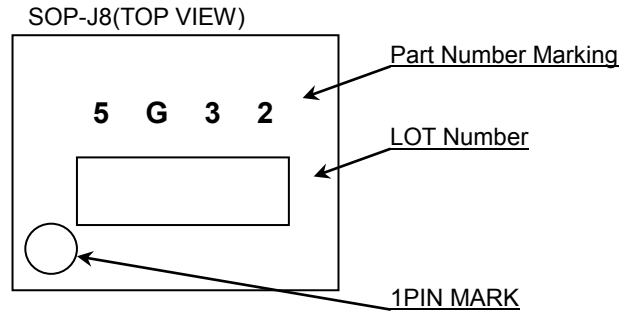 SOP-J8(TOP VIEW)
Part Number Marking
5 G 3 2
LOT Number
1PIN MARK